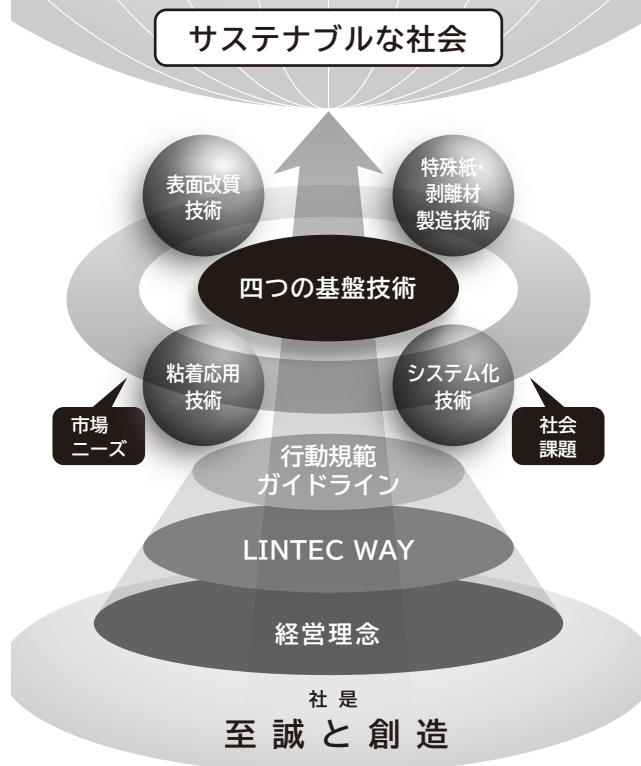 サステナブルな社会
表面改質
技術
特殊紙・
剥離材
製造技術
四つの基盤技術
粘着応用
技術
システム化
技術
市場
ニーズ
社会
課題
行動規範
ガイドライン
LINTEC WAY
経営理念
社是
至誠と創造